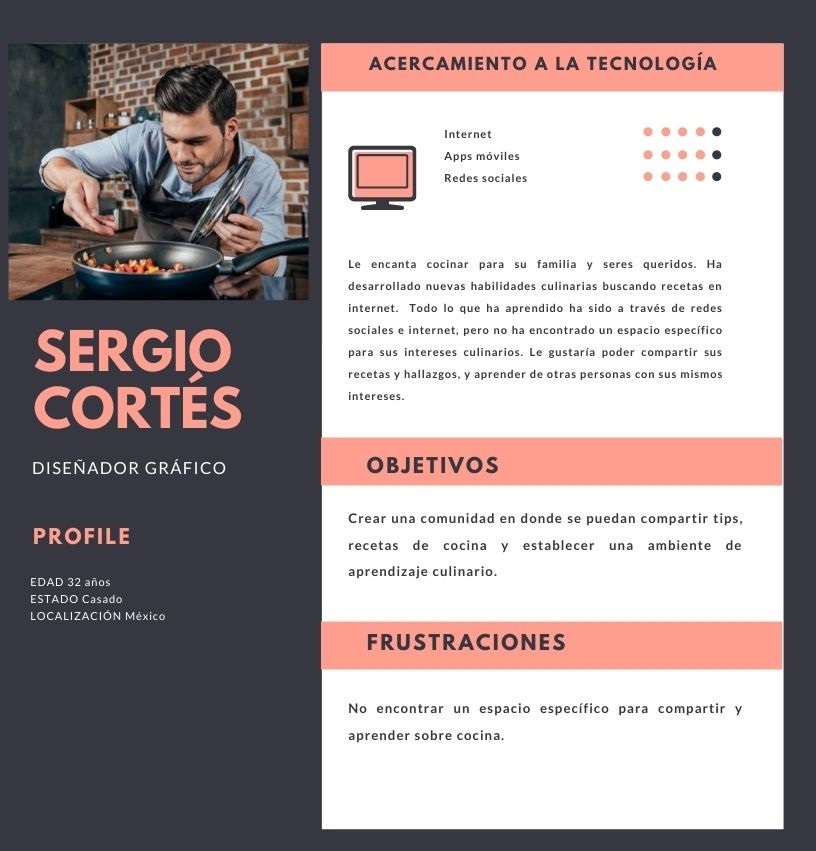 SERGIO
CORTÉS
DISEÑADOR GRÁFICO
PROFILE
EDAD 32 años
ESTADO Casado
LOCALIZACIÓN México
ACERCAMIENTO A LA TECNOLOGÍA
Internet
Apps móviles
Redes sociales
Le encanta cocinar para su familia y seres queridos. Ha
desarrollado nuevas habilidades culinarias buscando recetas en
internet. Todo lo que ha aprendido ha sido a través de redes
sociales e internet, pero no ha encontrado un espacio específico
para sus intereses culinarios. Le gustaría poder compartir sus
recetas y hallazgos, y aprender de otras personas con sus mismos
intereses.
OBJETIVOS
Crear una comunidad en donde se puedan compartir tips,
recetas de cocina y establecer una ambiente de
aprendizaje culinario.
FRUSTRACIONES
No encontrar un espacio específico para compartir y
aprender sobre cocina.